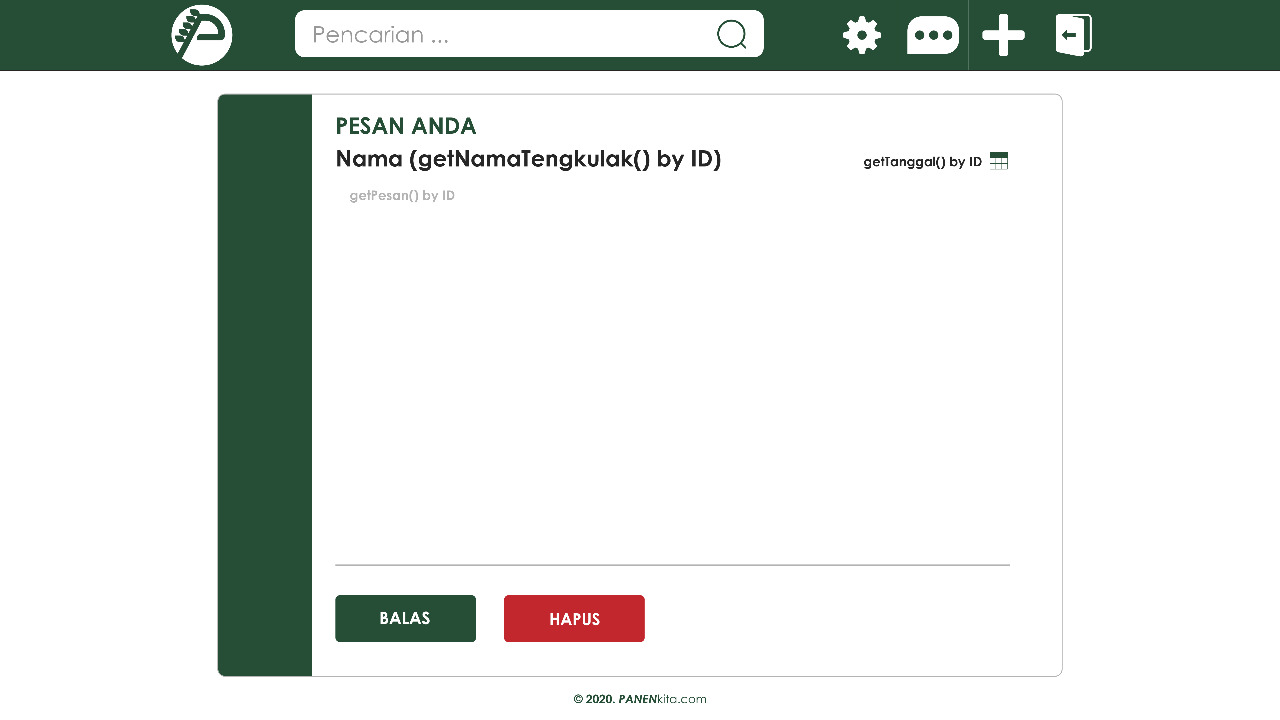 Pencarian ...
PESAN ANDA
Nama (getNamaTengkulak() by ID)
getTanggal() by ID
getPesan() by ID
BALAS
HAPUS
© 2020. PANENkita.com